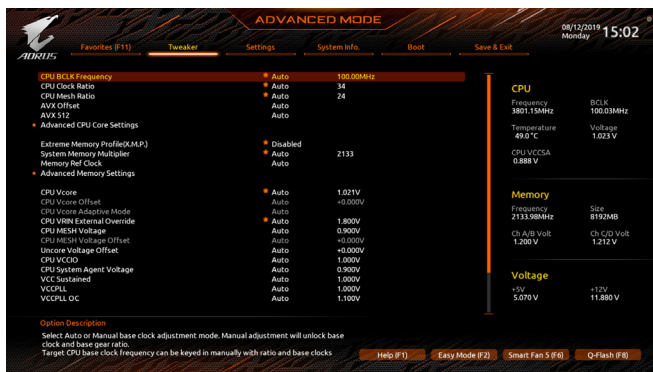 ADVANCED MODE
08/12/2019 15:02
Monday
AORUS
Favorites (F11) Tweaker Settings System Info. Boot Save & Exit
CPU BCLK Frequency Auto 100.00MHz
CPU Clock Ratio Auto 34
CPU Mesh Ratio Auto 24
AVX Offset Auto
AVX 512 Auto
Advanced CPU Core Settings
Extreme Memory Profile(X.M.P.) Disabled
System Memory Multiplier Auto 2133
Memory Ref Clock Auto
Advanced Memory Settings
CPU Vcore Auto 1.021V
CPU Vcore Offset Auto +0.000V
CPU Vcore Adaptive Mode Auto
CPU VRIN External Override Auto 1.800V
CPU MESH Voltage Auto 0.900V
CPU MESH Voltage Offset Auto +0.000V
Uncore Voltage Offset Auto +0.000V
CPU VCCIO Auto 1.000V
CPU System Agent Voltage Auto 0.900V
VCC Sustained Auto 1.000V
VCCPLL Auto 1.000V
VCCPLL OC Auto 1.100V
CPU
Frequency BCLK
3801.15MHz 100.03MHz
Temperature Voltage
49.0 °C 1.023 V
CPU VCCSA
0.888 V
Memory
Frequency Size
2133.98MHz 8192MB
Ch A/B Volt Ch C/D Volt
1.200 V 1.212 V
Voltage
+5V +12V
5.070 V 11.880 V
Option Description
Select Auto or Manual base clock adjustment mode. Manual adjustment will unlock base
clock and base gear ratio.
Target CPU base clock frequency can be keyed in manually with ratio and base clocks
Help (F1) Easy Mode (F2) Smart Fan 5 (F6) Q-Flash (F8)